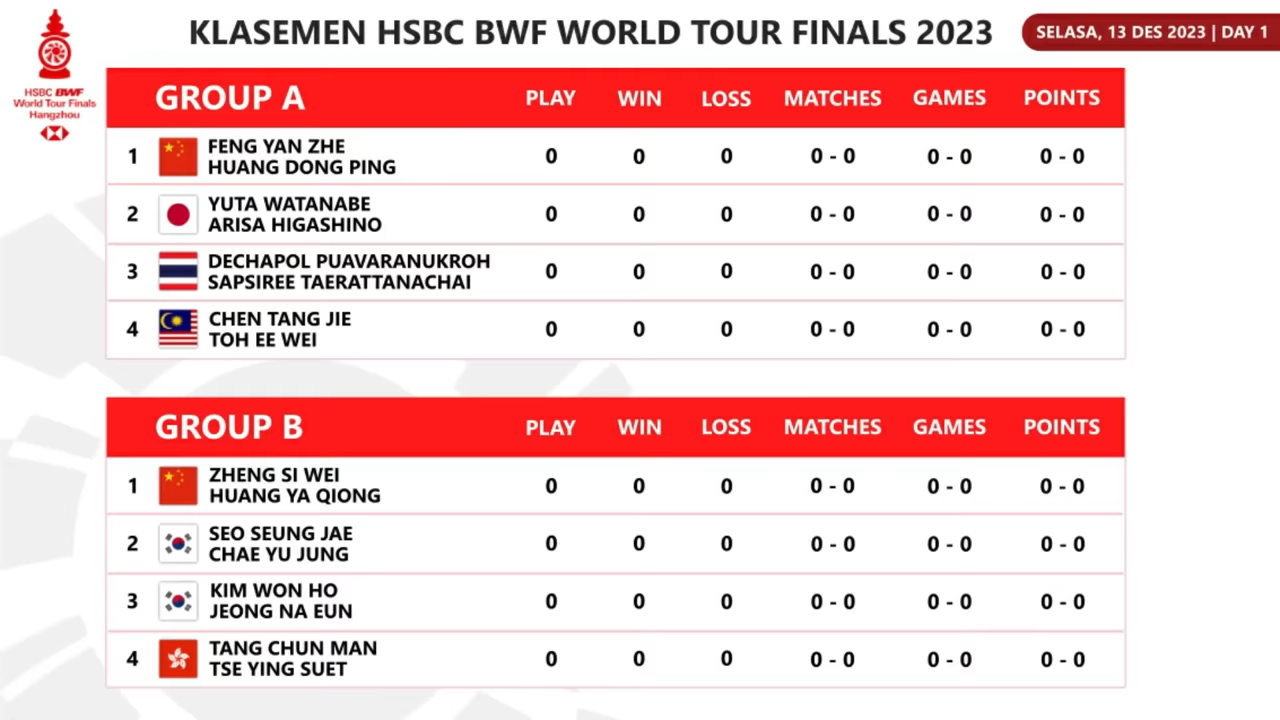 KLASEMEN HSBC BWF WORLD TOUR FINALS 2023
SELASA, 13 DES 2023 | DAY 1
HSBC BWF
World Tour Finals
Hangzhou
GROUP A PLAY WIN LOSS MATCHES GAMES POINTS
1 FENG YAN ZHE
HUANG DONG PING 0 0 0 0 - 0 0 - 0 0 - 0
2 YUTA WATANABE
ARISA HIGASHINO 0 0 0 0 - 0 0 - 0 0 - 0
3 DECHAPOL PUAVARANUKROH
SAPSIREE TAERATTANACHAI 0 0 0 0 - 0 0 - 0 0 - 0
4 CHEN TANG JIE
TOH EE WEI 0 0 0 0 - 0 0 - 0 0 - 0
GROUP B PLAY WIN LOSS MATCHES GAMES POINTS
1 ZHENG SI WEI
HUANG YA QIONG 0 0 0 0 - 0 0 - 0 0 - 0
2 SEO SEUNG JAE
CHAE YU JUNG 0 0 0 0 - 0 0 - 0 0 - 0
3 KIM WON HO
JEONG NA EUN 0 0 0 0 - 0 0 - 0 0 - 0
4 TANG CHUN MAN
TSE YING SUET 0 0 0 0 - 0 0 - 0 0 - 0